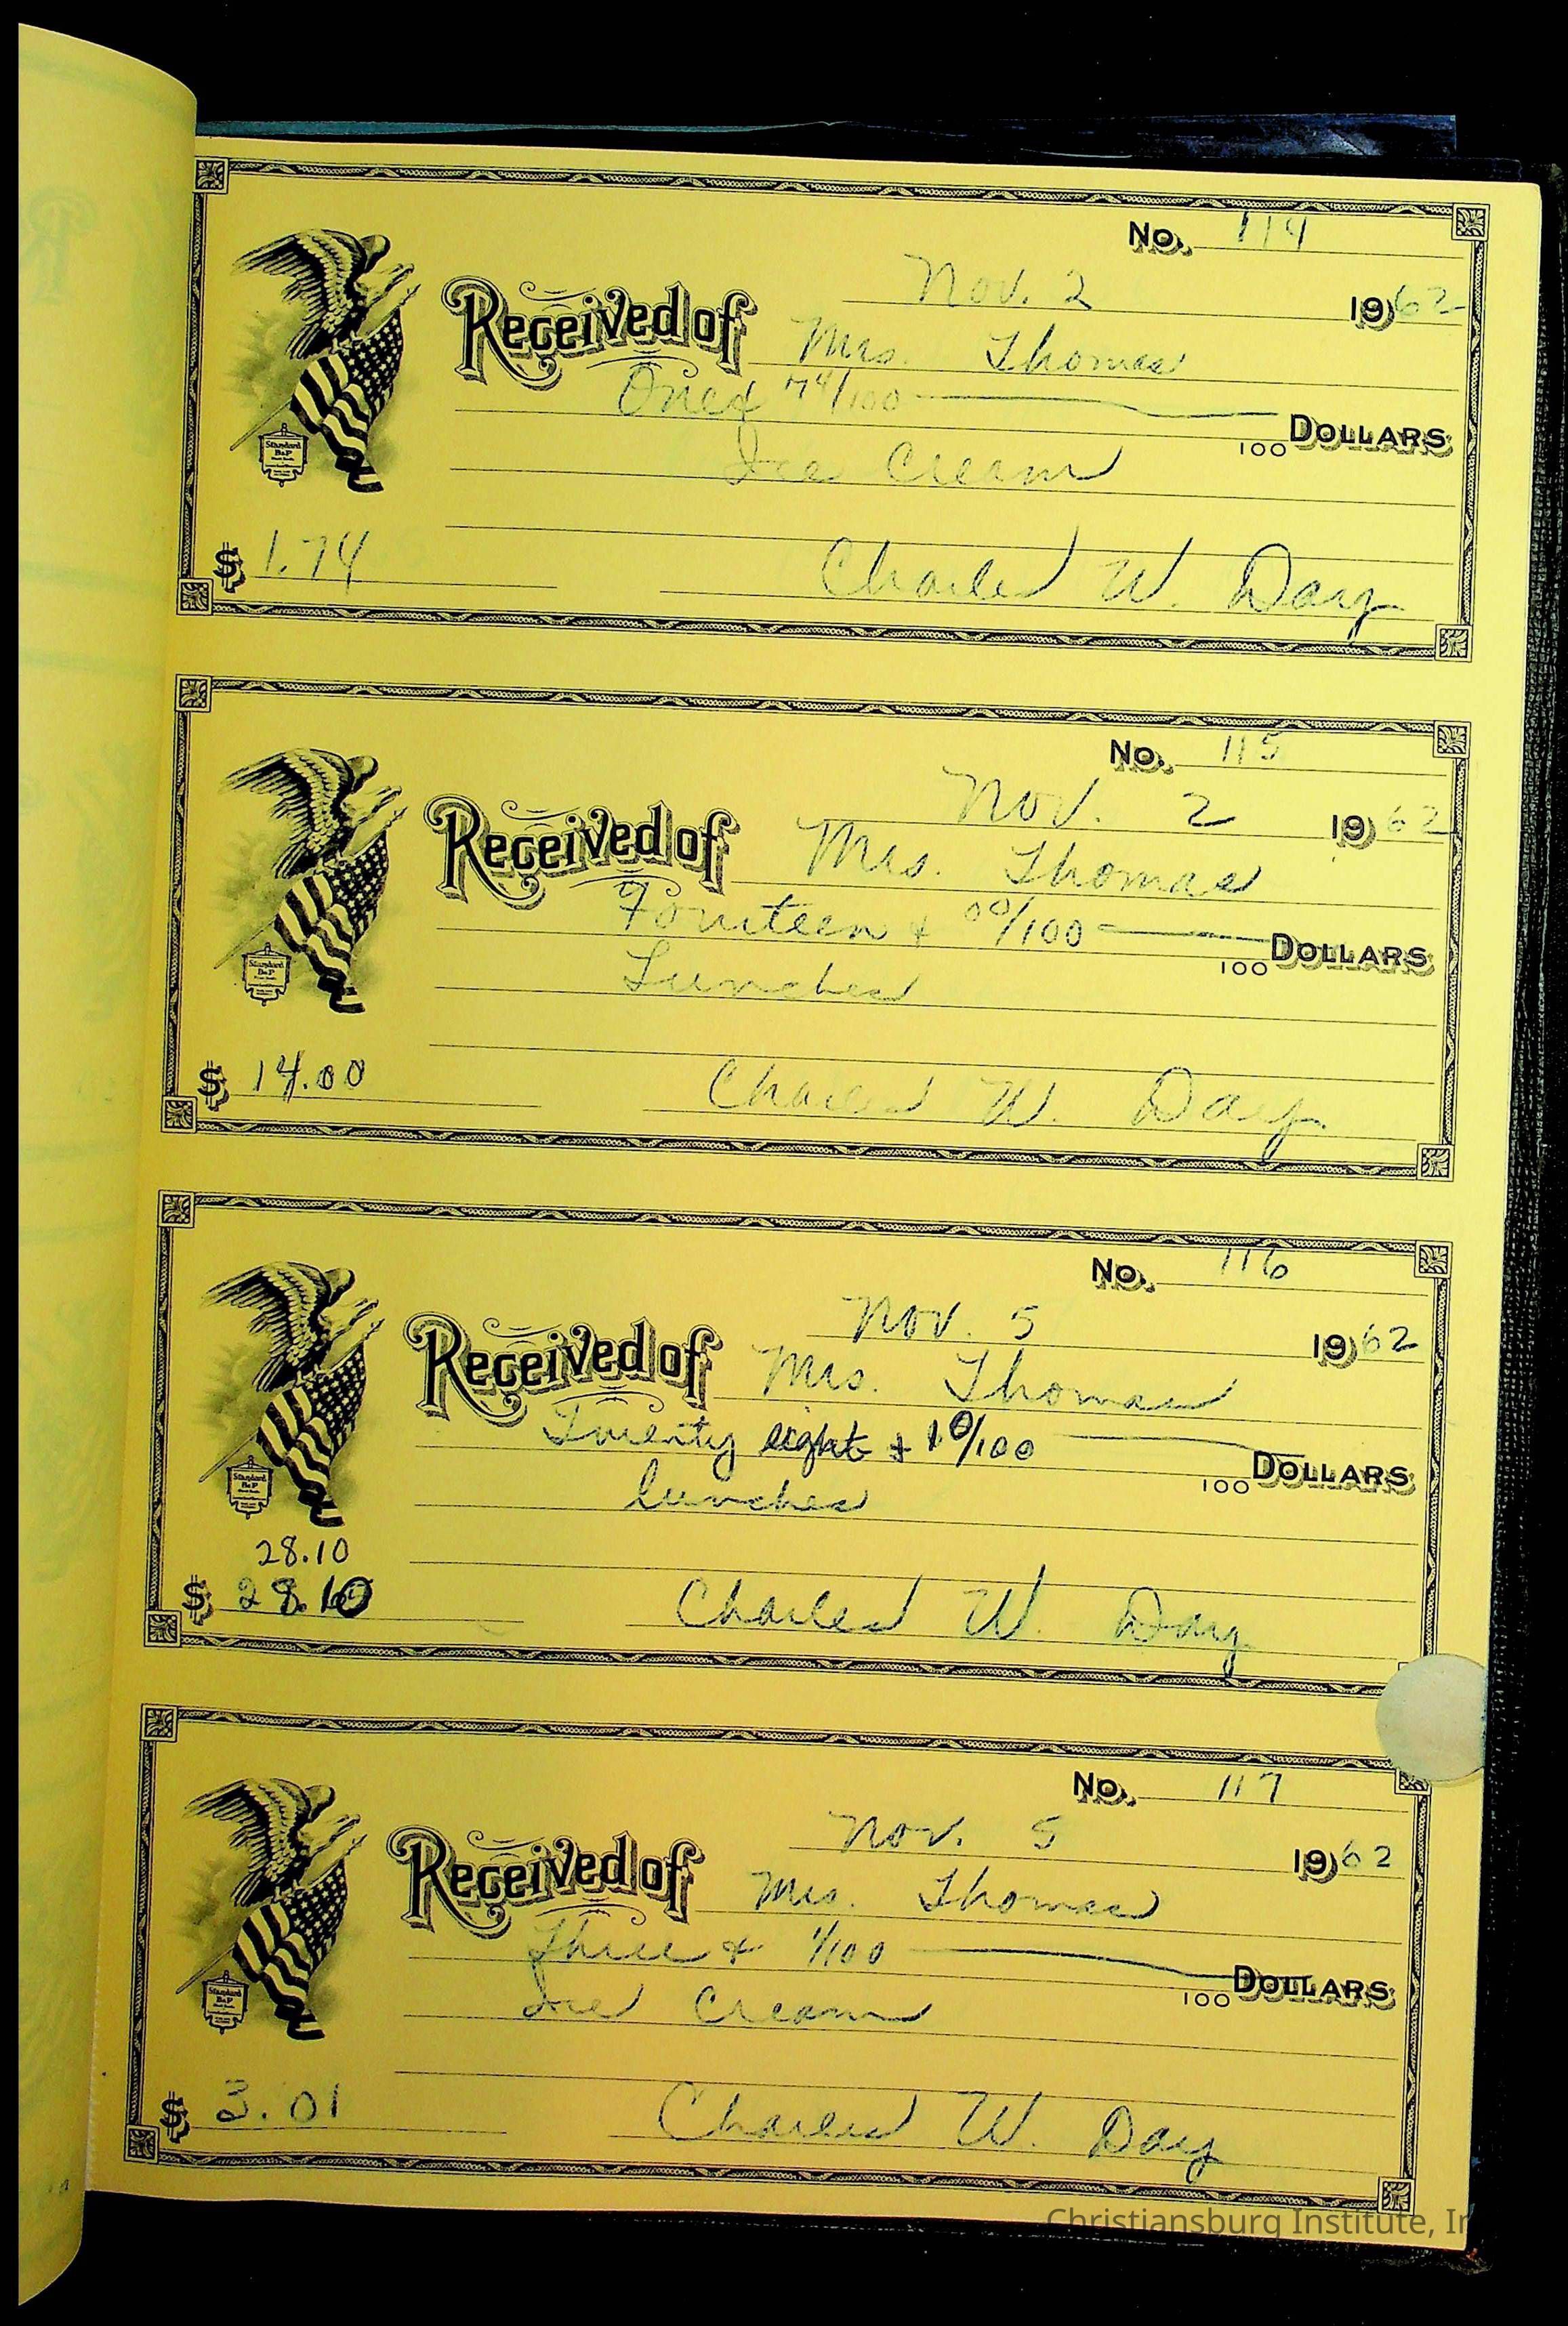 No. 114
Nov. 2 1962
Received of Mrs. Thomas
One & 74/100 100 DOLLARS
Ice Cream
$ 1.74 Charles W. Day
Standard B&P
No. 115
Nov. 2 1962
Received of Mrs. Thomas
Fourteen & 00/100 100 DOLLARS
Lunches
$ 14.00 Charles W. Day
Standard B&P
No. 116
Nov. 5 1962
Received of Mrs. Thomas
Twenty eight & 10/100 100 DOLLARS
lunches
Standard B&P
28.10
$ 28.10 Charles W. Day
No. 117
Nov. 5 1962
Received of Mrs. Thomas
Three & 1/100 100 DOLLARS
Ice Cream
Standard B&P
$ 3.01 Charles W. Day
Christiansburg Institute, In